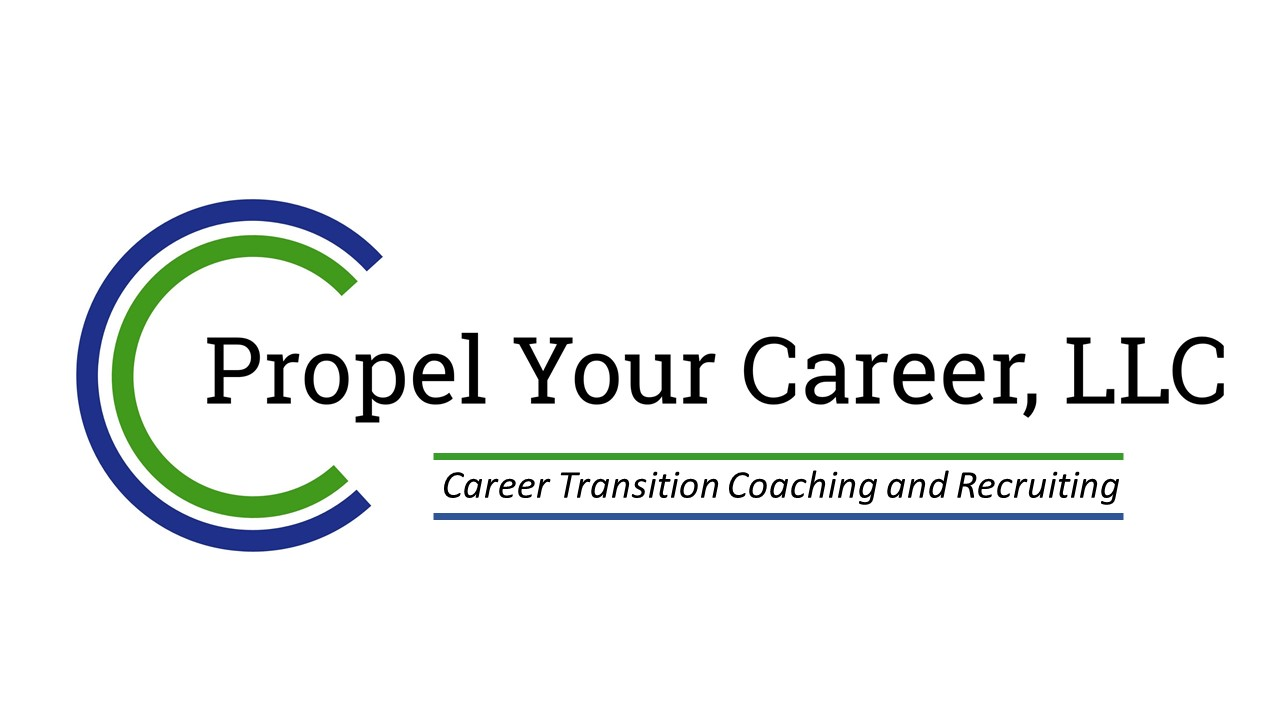 Propel Your Career, LLC
Career Transition Coaching and Recruiting